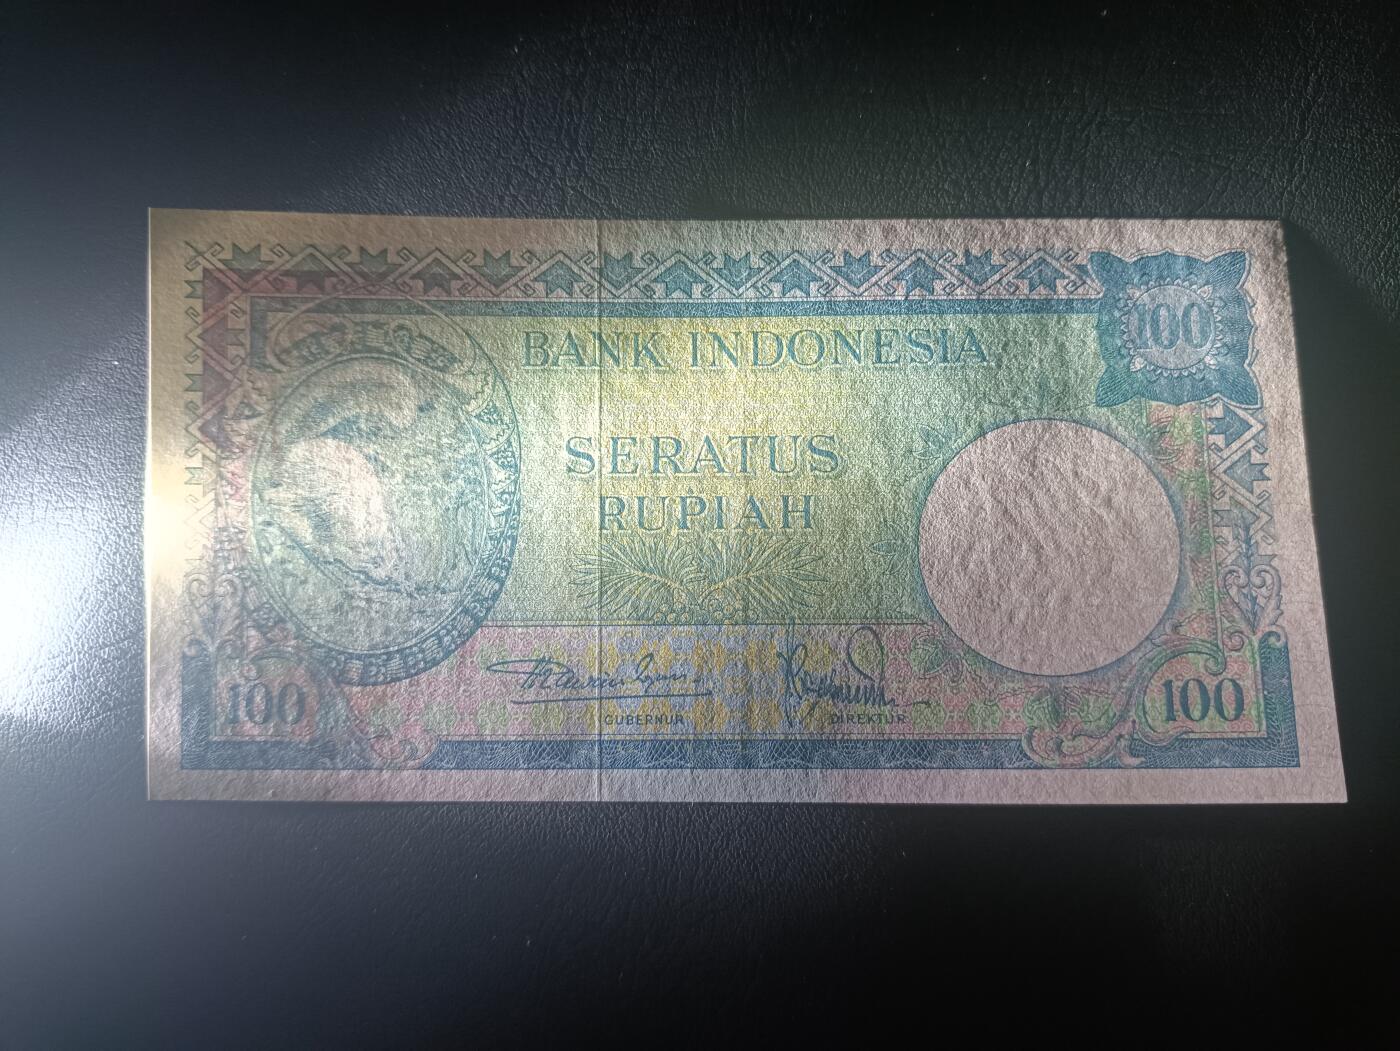 100
BANK INDONESIA
SERATUS
RUPIAH
GUBERNUR
DIREKTUR
100
100